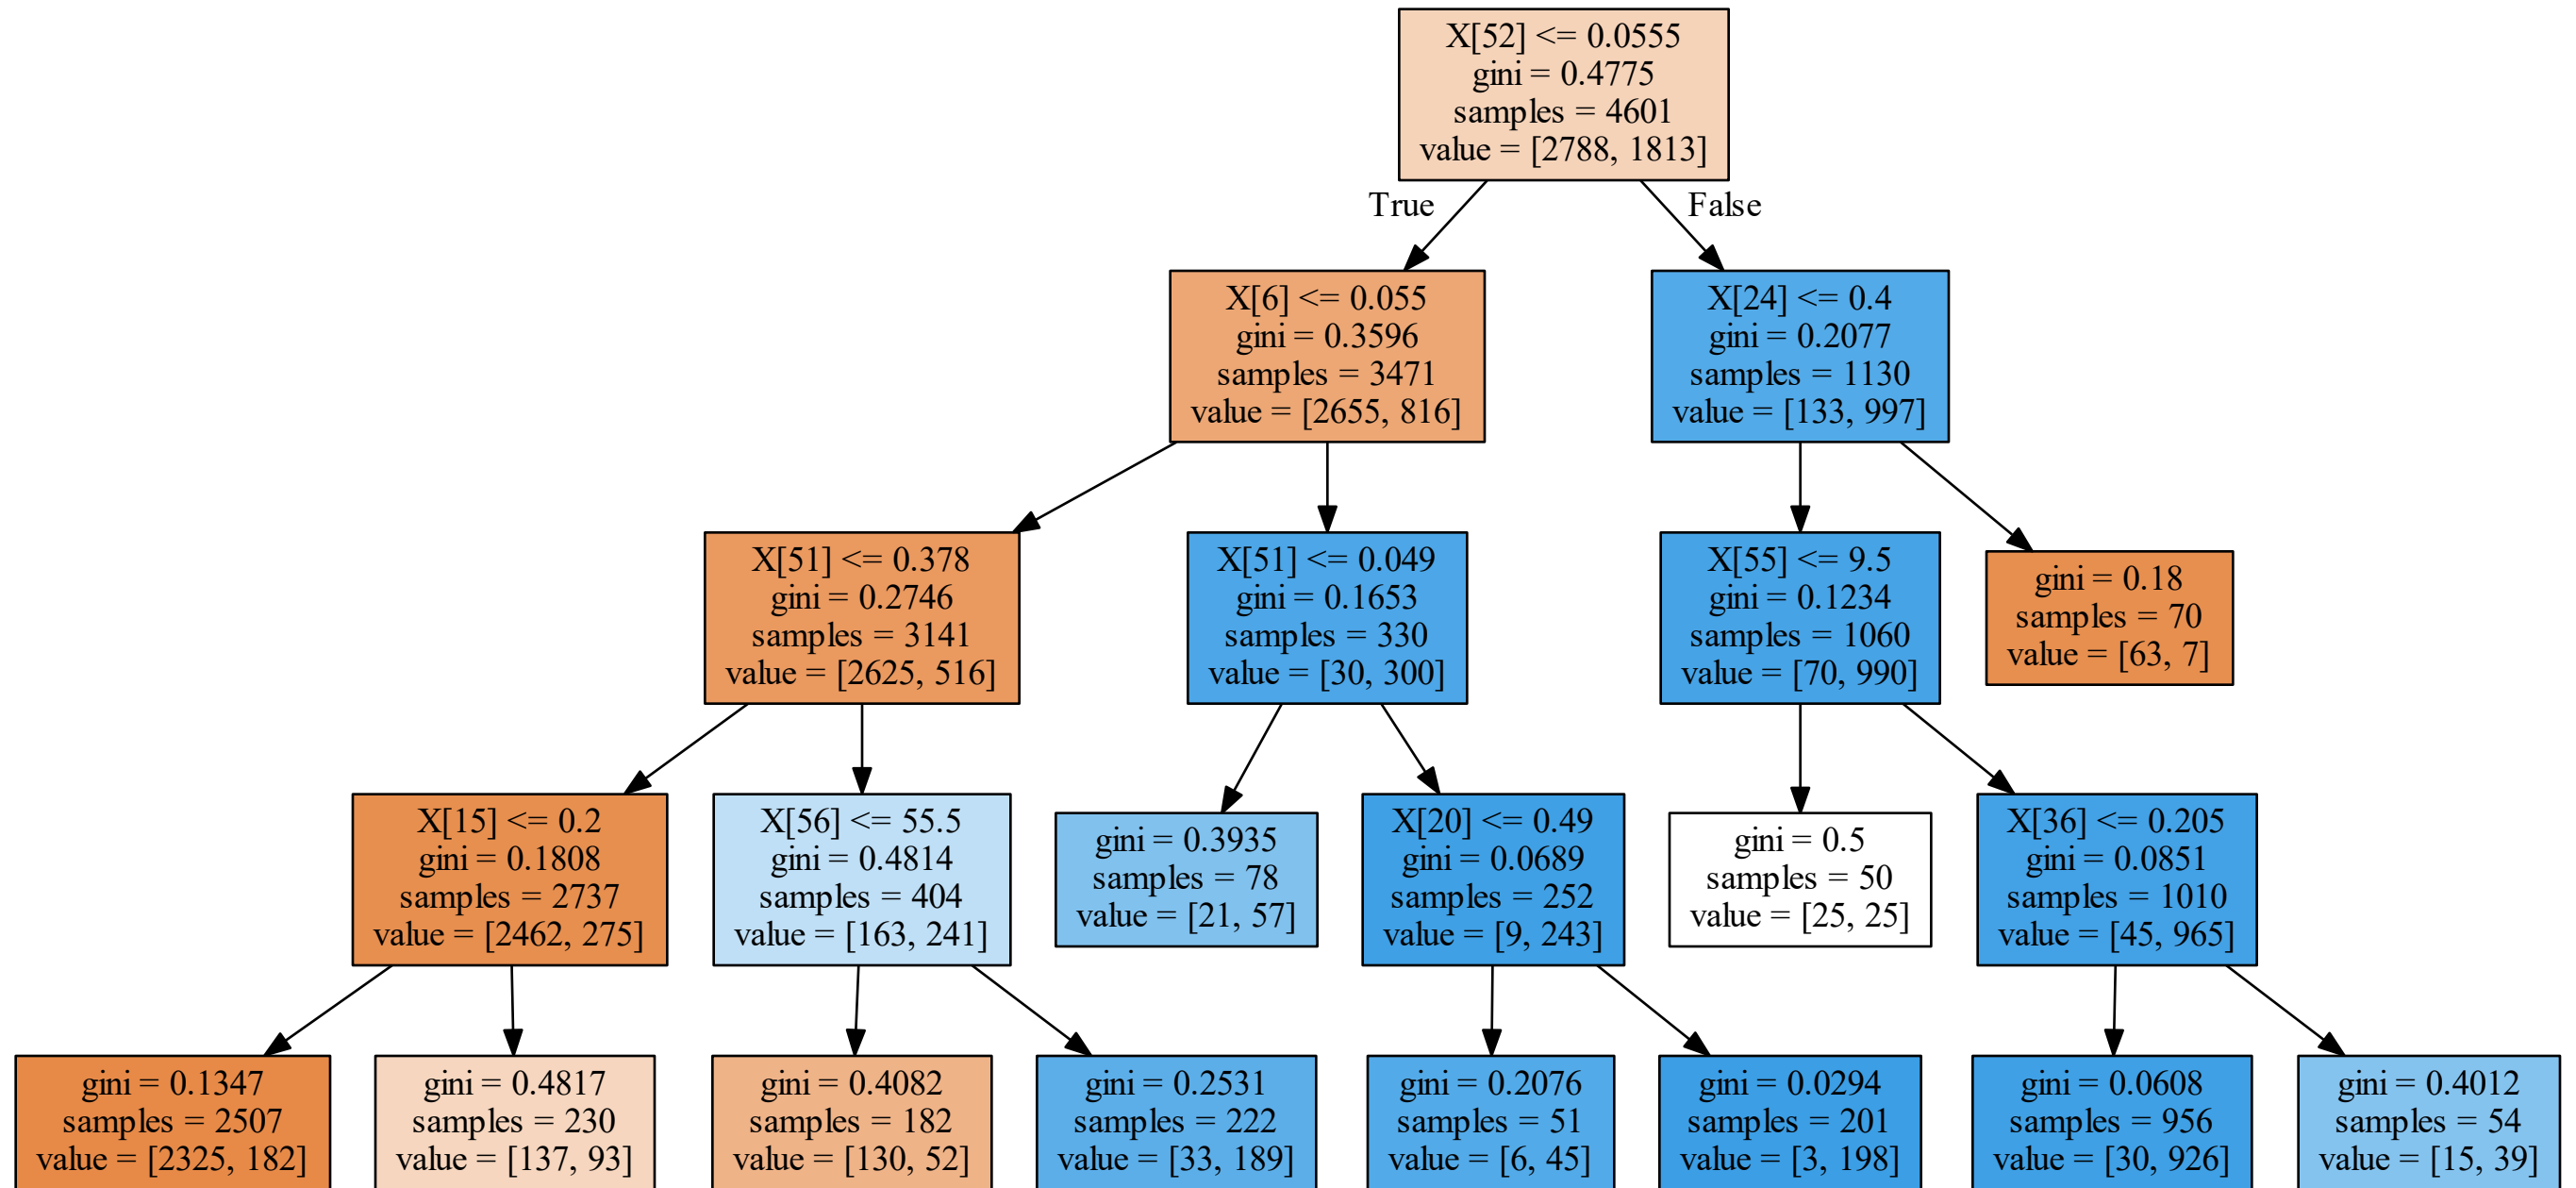 X[52] <= 0.0555
gini = 0.4775
samples = 4601
value = [2788, 1813]
True
False
X[6] <= 0.055
gini = 0.3596
samples = 3471
value = [2655, 816]
X[24] <= 0.4
gini = 0.2077
samples = 1130
value = [133, 997]
X[51] <= 0.378
gini = 0.2746
samples = 3141
value = [2625, 516]
X[51] <= 0.049
gini = 0.1653
samples = 330
value = [30, 300]
X[55] <= 9.5
gini = 0.1234
samples = 1060
value = [70, 990]
gini = 0.18
samples = 70
value = [63, 7]
X[15] <= 0.2
gini = 0.1808
samples = 2737
value = [2462, 275]
X[56] <= 55.5
gini = 0.4814
samples = 404
value = [163, 241]
gini = 0.3935
samples = 78
value = [21, 57]
X[20] <= 0.49
gini = 0.0689
samples = 252
value = [9, 243]
gini = 0.5
samples = 50
value = [25, 25]
X[36] <= 0.205
gini = 0.0851
samples = 1010
value = [45, 965]
gini = 0.1347
samples = 2507
value = [2325, 182]
gini = 0.4817
samples = 230
value = [137, 93]
gini = 0.4082
samples = 182
value = [130, 52]
gini = 0.2531
samples = 222
value = [33, 189]
gini = 0.2076
samples = 51
value = [6, 45]
gini = 0.0294
samples = 201
value = [3, 198]
gini = 0.0608
samples = 956
value = [30, 926]
gini = 0.4012
samples = 54
value = [15, 39]